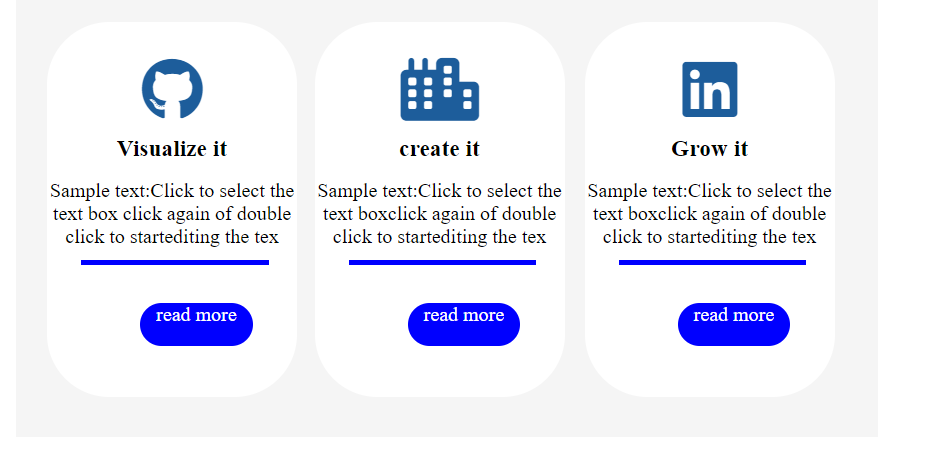 in
Visualize it
Sample text:Click to select the
text box click again of double
click to startediting the tex
read more
create it
Sample text:Click to select the
text boxclick again of double
click to startediting the tex
read more
Grow it
Sample text:Click to select the
text boxclick again of double
click to startediting the tex
read more